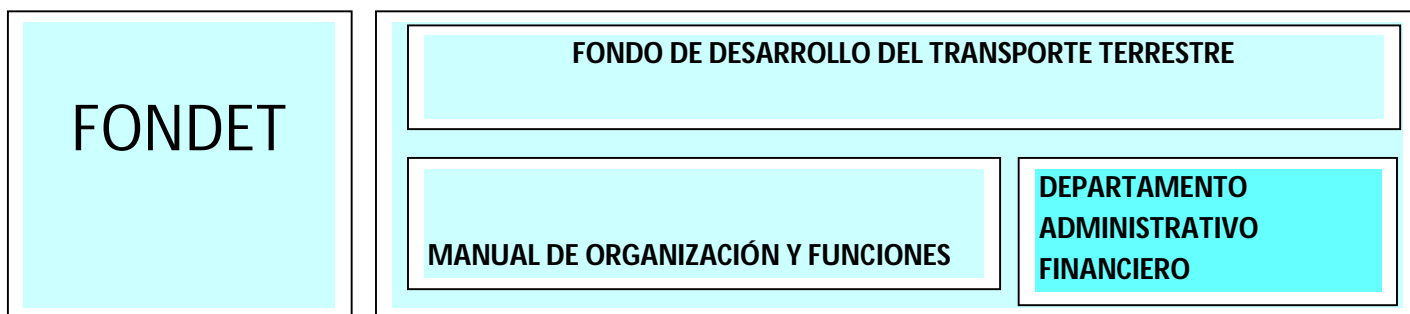 FONDET
FONDO DE DESARROLLO DEL TRANSPORTE TERRESTRE
MANUAL DE ORGANIZACIÓN Y FUNCIONES
DEPARTAMENTO
ADMINISTRATIVO
FINANCIERO